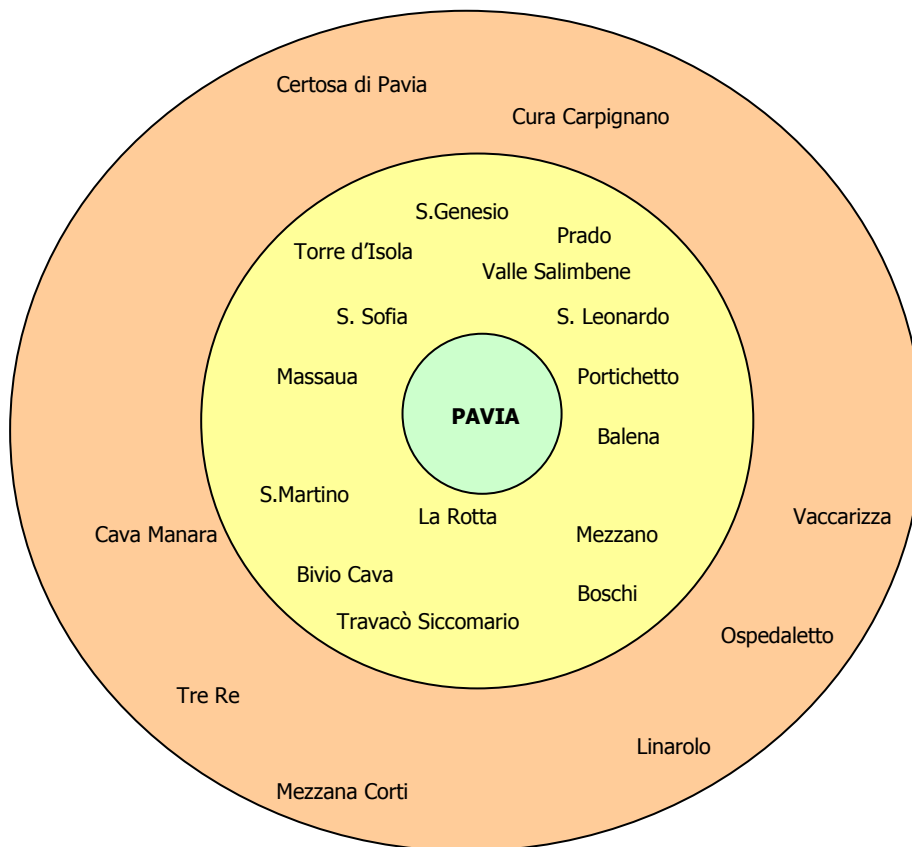 Certosa di Pavia
Cura Carpignano
S.Genesio
Prado
Torre d’Isola
Valle Salimbene
S. Sofia
S. Leonardo
Massaua
Portichetto
PAVIA
Balena
S.Martino
La Rotta
Vaccarizza
Cava Manara
Mezzano
Bivio Cava
Boschi
Travacò Siccomario
Ospedaletto
Tre Re
Linarolo
Mezzana Corti